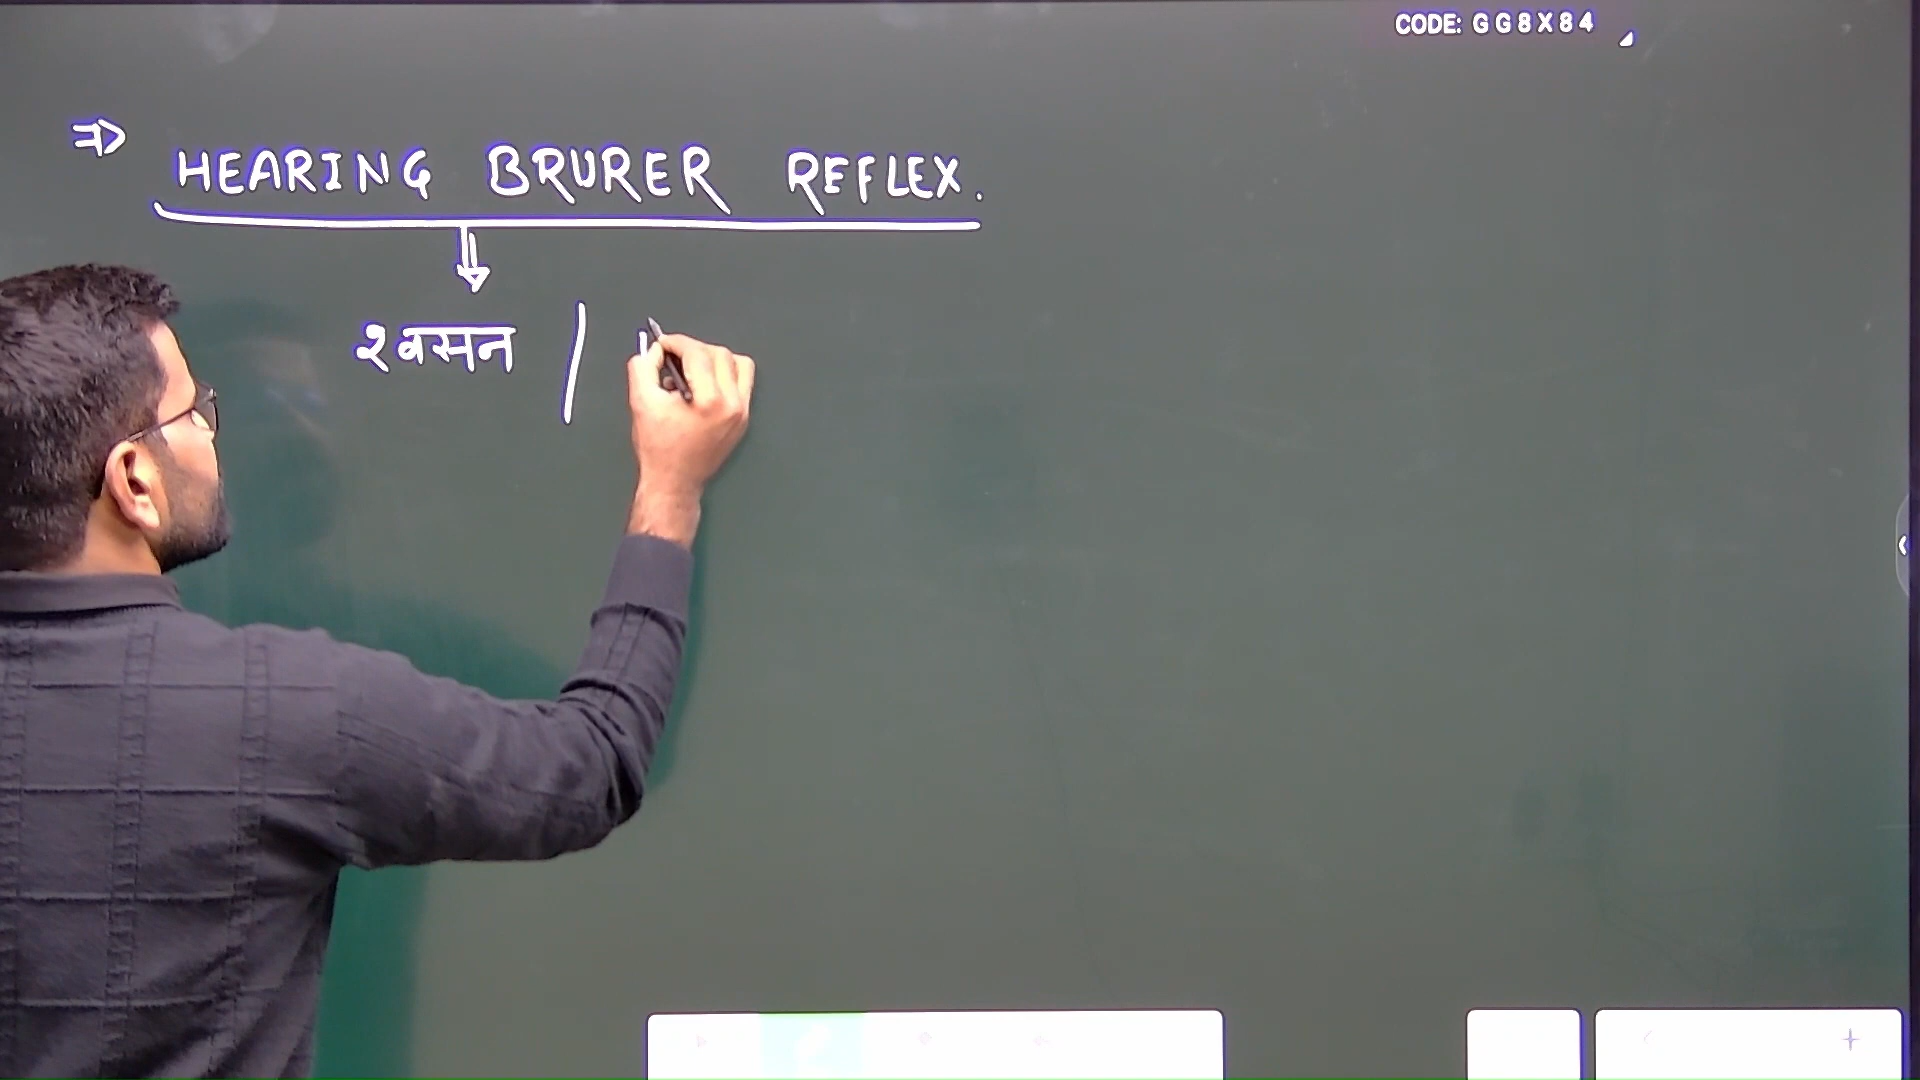 CODE: GG8X84
⇒ HEARING BRURER REFLEX.
श्वसन /